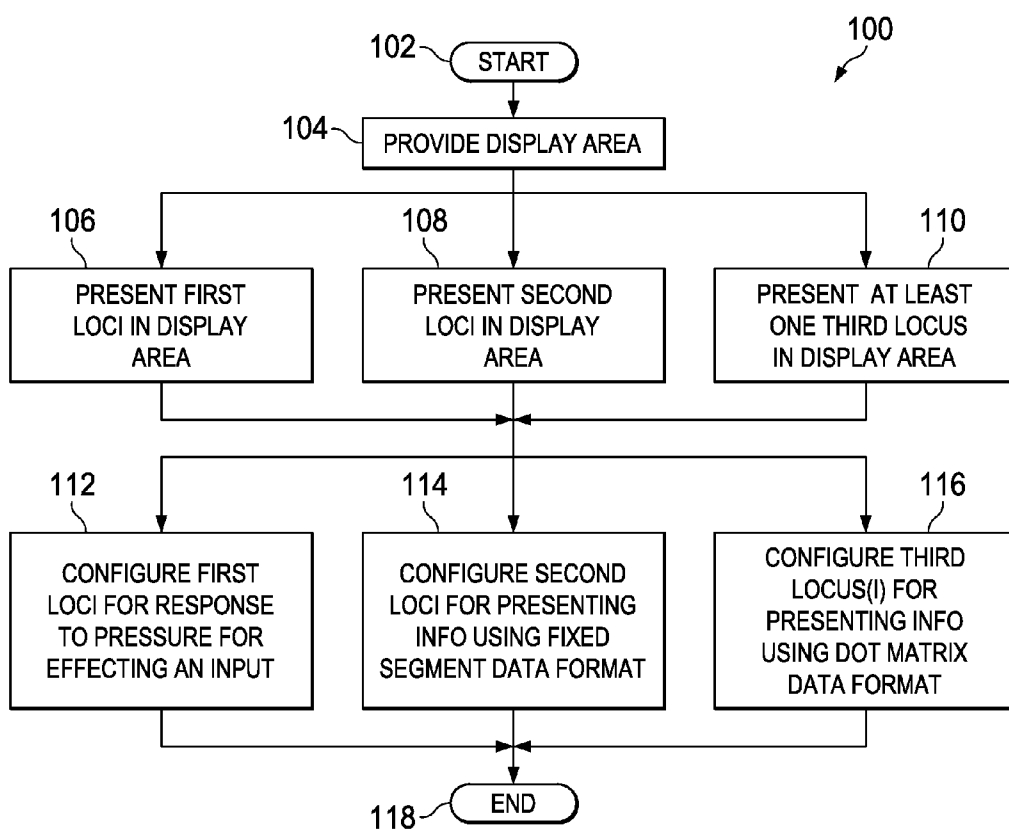 100
102
START
104
PROVIDE DISPLAY AREA
106
PRESENT FIRST
LOCI IN DISPLAY
AREA
108
PRESENT SECOND
LOCI IN DISPLAY
AREA
110
PRESENT AT LEAST
ONE THIRD LOCUS
IN DISPLAY AREA
112
CONFIGURE FIRST
LOCI FOR RESPONSE
TO PRESSURE FOR
EFFECTING AN INPUT
114
CONFIGURE SECOND
LOCI FOR PRESENTING
INFO USING FIXED
SEGMENT DATA FORMAT
116
CONFIGURE THIRD
LOCUS(I) FOR
PRESENTING INFO
USING DOT MATRIX
DATA FORMAT
END
118